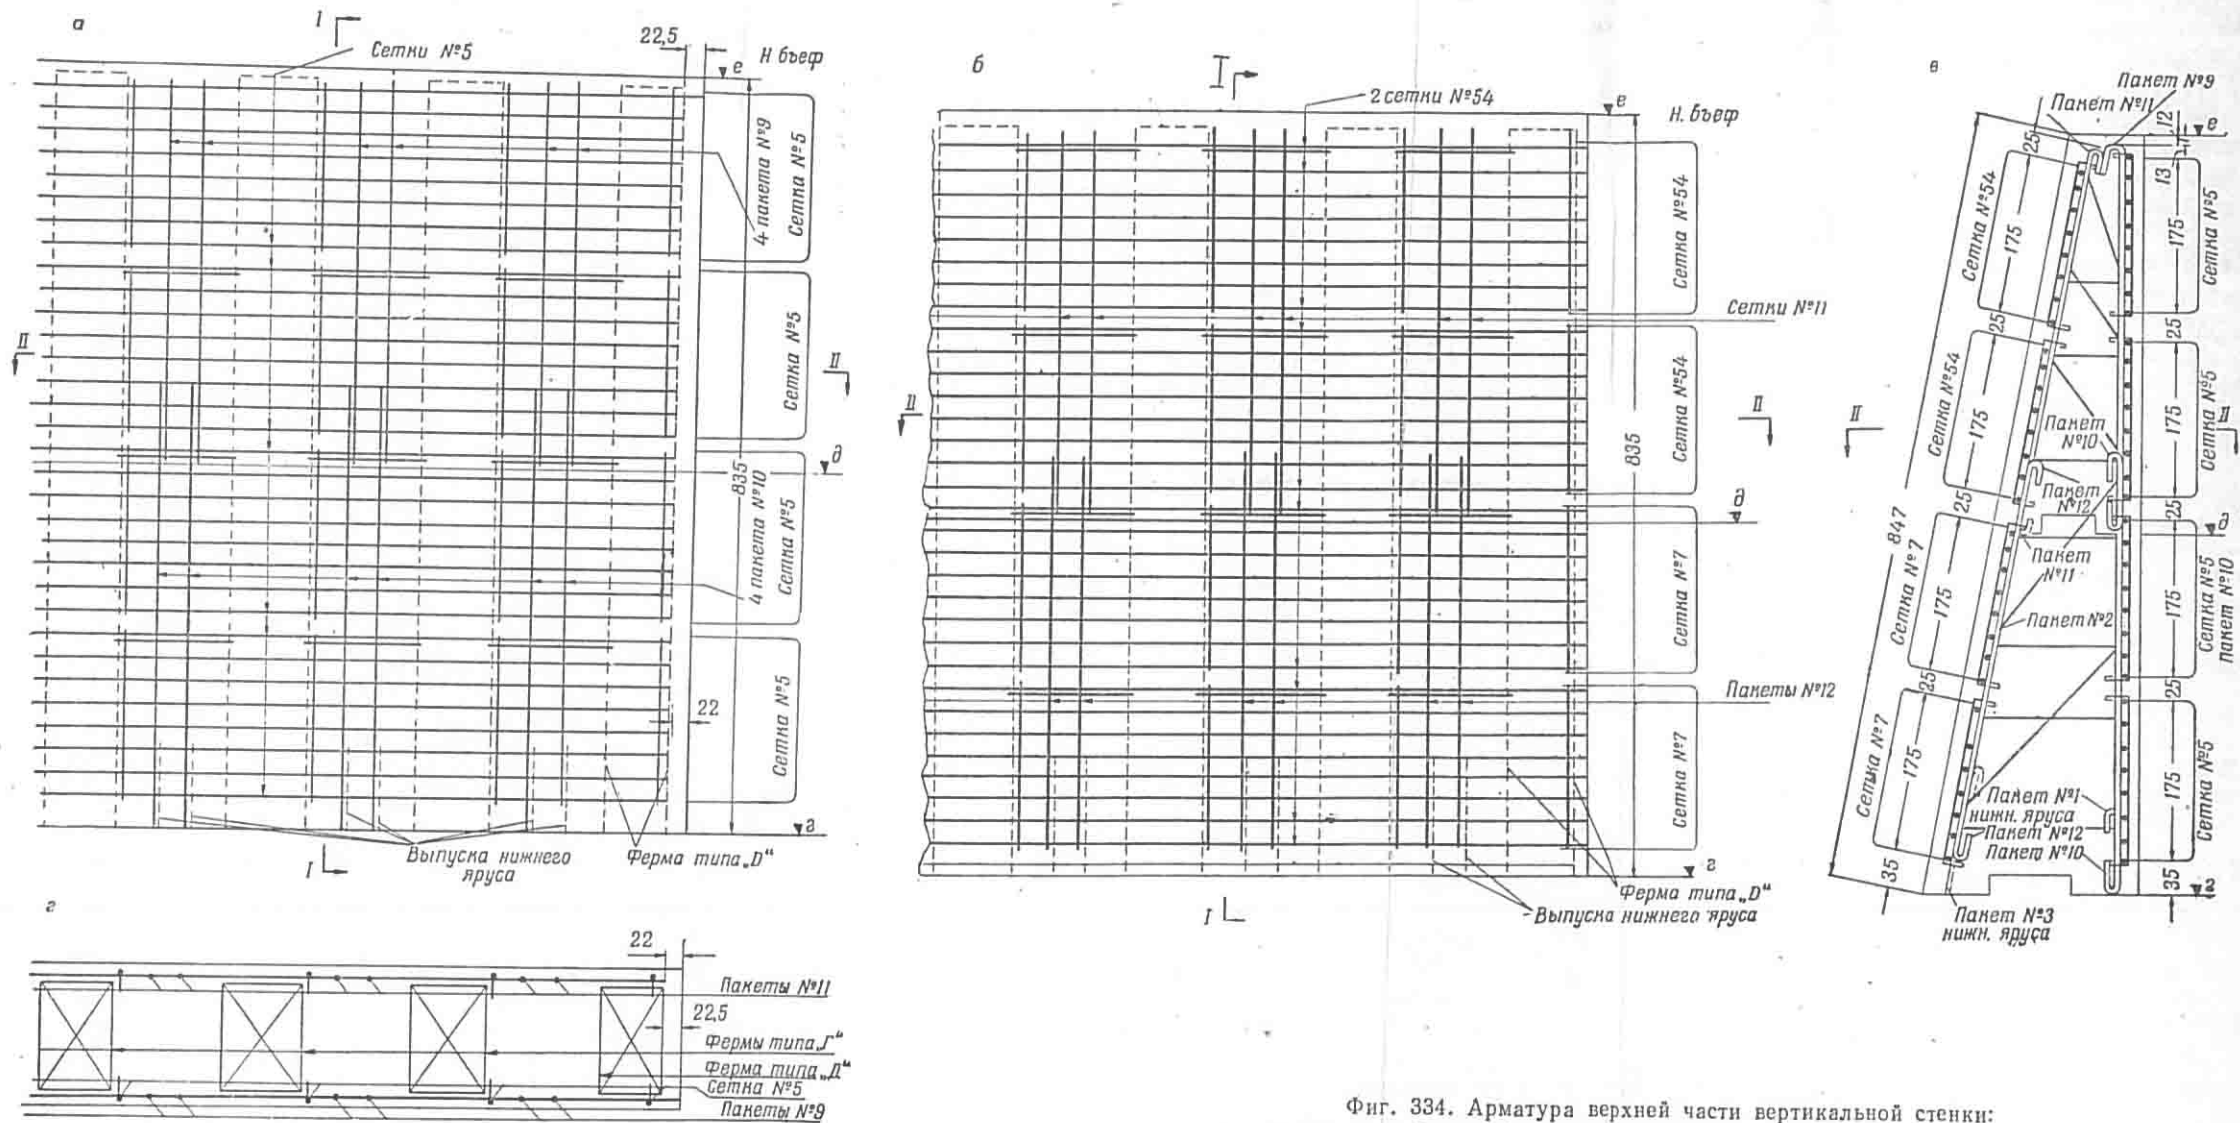 а
I
Сетки №5
22,5
е
Н бьеф
4 пакета №9
Сетка №5
Сетка №5
II
II
д
835
4 пакета №10
Сетка №5
22
Сетка №5
г
Выпуска нижнего
яруса
Ферма типа „D“
I
б
I
2 сетки №54
е
Н. бьеф
Сетка №54
Сетки №11
Сетка №54
II
II
835
д
Сетка №7
Пакеты №12
Сетка №7
г
Ферма типа „D“
Выпуска нижнего яруса
I
в
Пакет №9
Пакет №11
12
е
25
13
Сетка №54
175
175
Сетка №5
25
25
Сетка №54
175
175
Сетка №5
II
II
Пакет
№10
Пакет
№12
25
25
д
847
Пакет
№11
Сетка №7
175
175
Сетка №5
Пакет №10
Пакет №2
25
25
Сетка №7
175
175
Сетка №5
Пакет №1
нижн. яруса
Пакет №12
Пакет №10
35
35
г
Пакет №3
нижн. яруса
г
22
Пакеты №11
22,5
Фермы типа „Г“
Ферма типа „Д“
Сетка №5
Пакеты №9
Фиг. 334. Арматура верхней части вертикальной стенки: